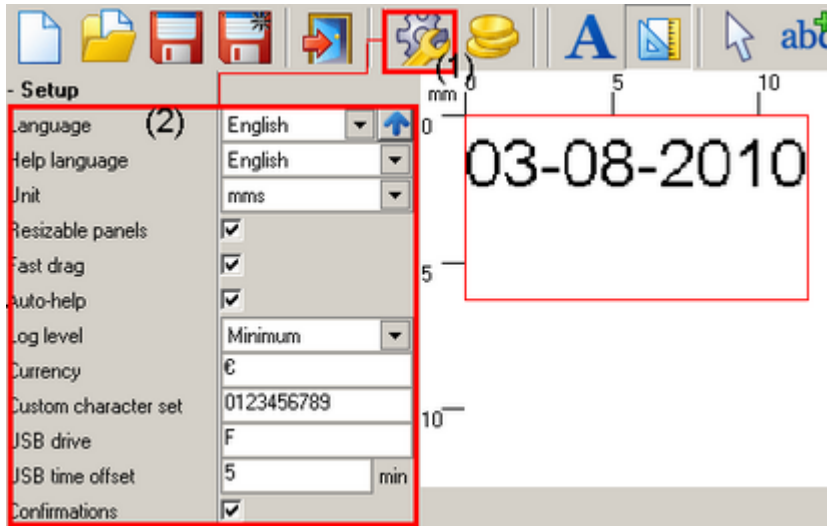 A abc
(1)
- Setup
mm 0 5 10
Language (2) English
0
Help language English
03-08-2010
Unit mms
Resizable panels
Fast drag
5
Auto-help
Log level Minimum
Currency €
Custom character set 0123456789
10
USB drive F
USB time offset 5 min
Confirmations